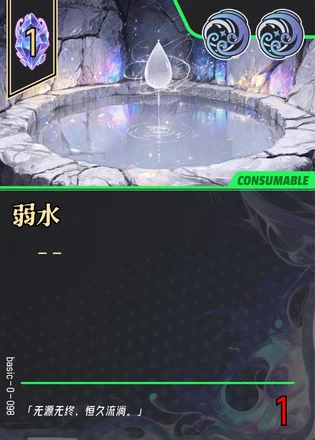 1
CONSUMABLE
弱水
– –
basic-0-098
「无源无终，恒久流淌。」
1